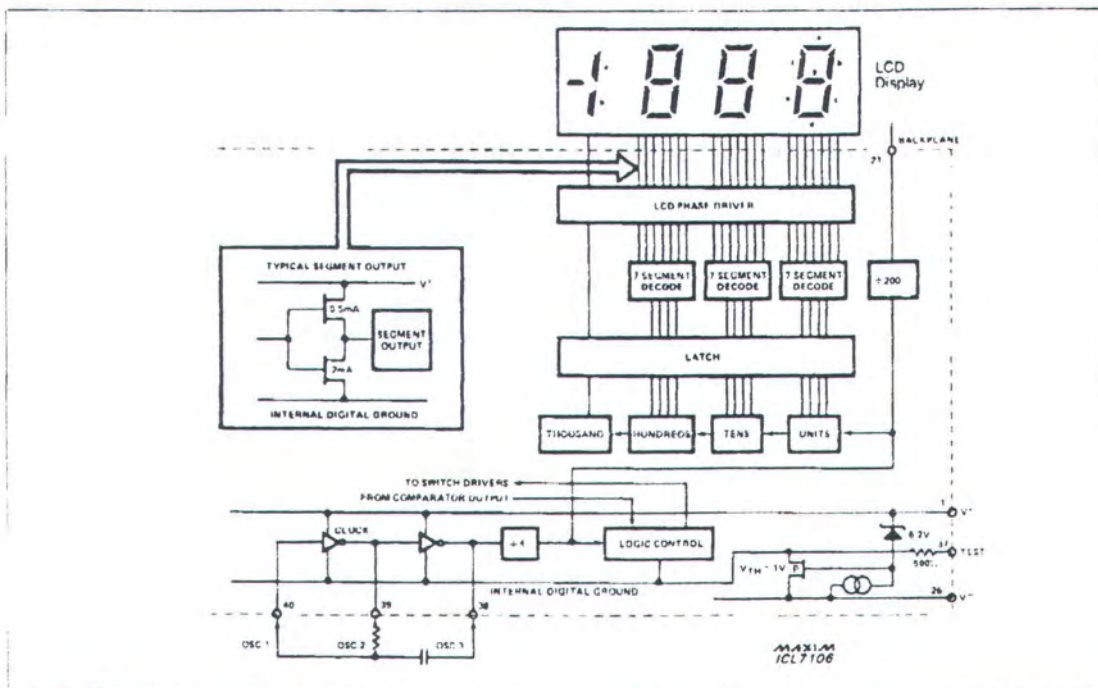 LCD
Display
BACKPLANE
21
LCD PHASE DRIVER
TYPICAL SEGMENT OUTPUT
V+
0.5mA
SEGMENT
OUTPUT
2mA
INTERNAL DIGITAL GROUND
7 SEGMENT
DECODE
7 SEGMENT
DECODE
7 SEGMENT
DECODE
÷200
LATCH
THOUSAND
HUNDREDS
TENS
UNITS
TO SWITCH DRIVERS
FROM COMPARATOR OUTPUT
1
V+
CLOCK
÷4
LOGIC CONTROL
6.2V
37
TEST
500Ω
VTH = 1V
P
INTERNAL DIGITAL GROUND
26
V−
40
39
38
OSC 1
OSC 2
OSC 3
MAXIM
ICL7106